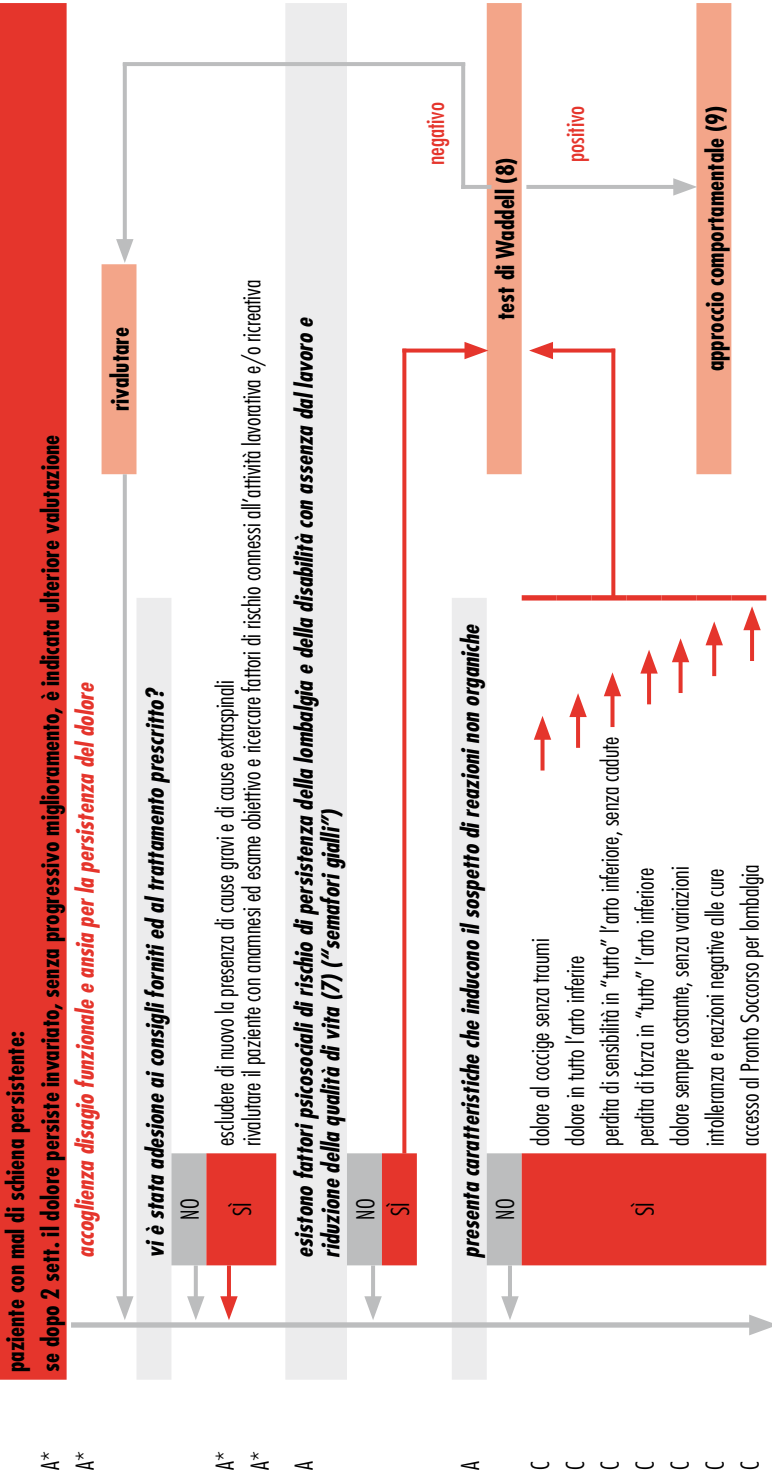 paziente con mal di schiena persistente:
A* se dopo 2 sett. il dolore persiste invariato, senza progressivo miglioramento, è indicata ulteriore valutazione
A* accoglienza disagio funzionale e ansia per la persistenza del dolore
rivalutare
vi è stata adesione ai consigli forniti ed al trattamento prescritto?
NO
A* SÌ escludere di nuovo la presenza di cause gravi e di cause extraspinali
A* rivalutare il paziente con anamnesi ed esame obiettivo e ricercare fattori di rischio connessi all'attività lavorativa e/o ricreativa
A esistono fattori psicosociali di rischio di persistenza della lombalgia e della disabilità con assenza dal lavoro e
riduzione della qualità di vita (7) ("semafori gialli")
NO
SÌ
negativo
test di Waddell (8)
positivo
approccio comportamentale (9)
A presenta caratteristiche che inducono il sospetto di reazioni non organiche
NO
SÌ
C dolore al coccige senza traumi
C dolore in tutto l'arto inferire
C perdita di sensibilità in "tutto" l'arto inferiore, senza cadute
C perdita di forza in "tutto" l'arto inferiore
C dolore sempre costante, senza variazioni
C intolleranza e reazioni negative alle cure
C accesso al Pronto Soccorso per lombalgia